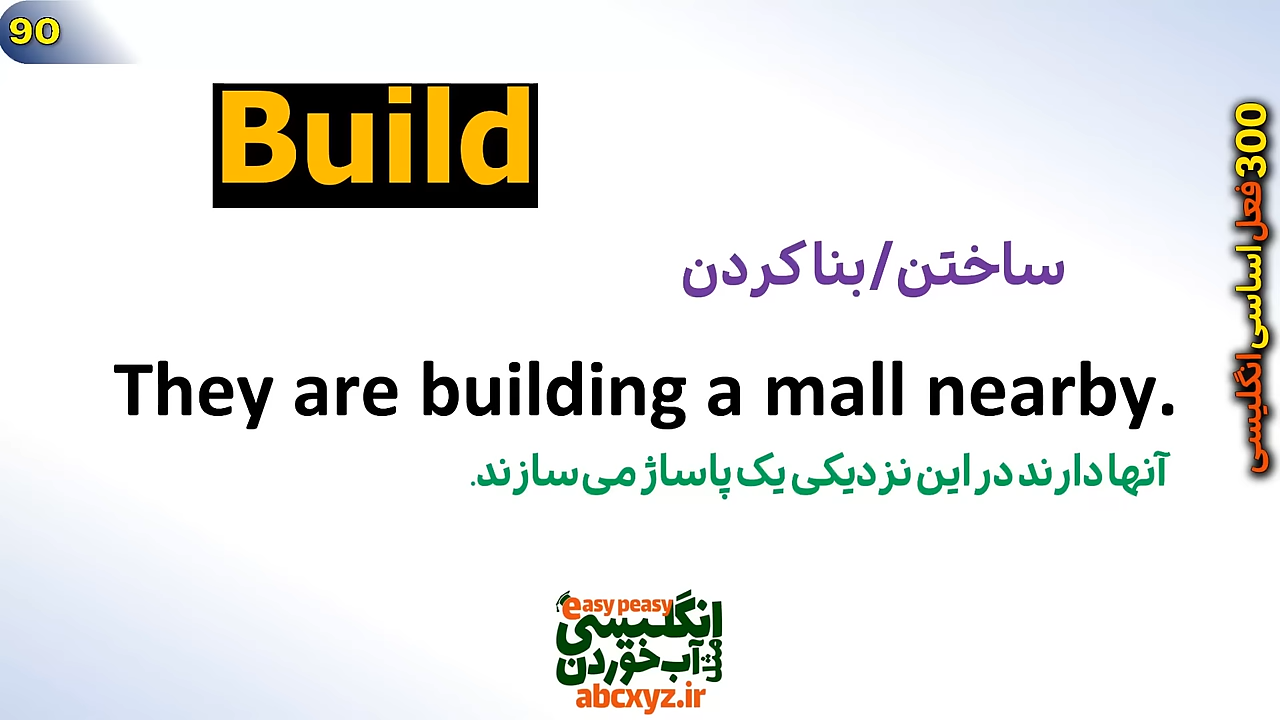 90
Build
ساختن/بنا کردن
They are building a mall nearby.
آنها دارند در این نزدیکی یک پاساژ می سازند.
300 فعل اساسی انگلیسی
easy peasy
انگلیسی
مثل آب خوردن
abcxyz.ir